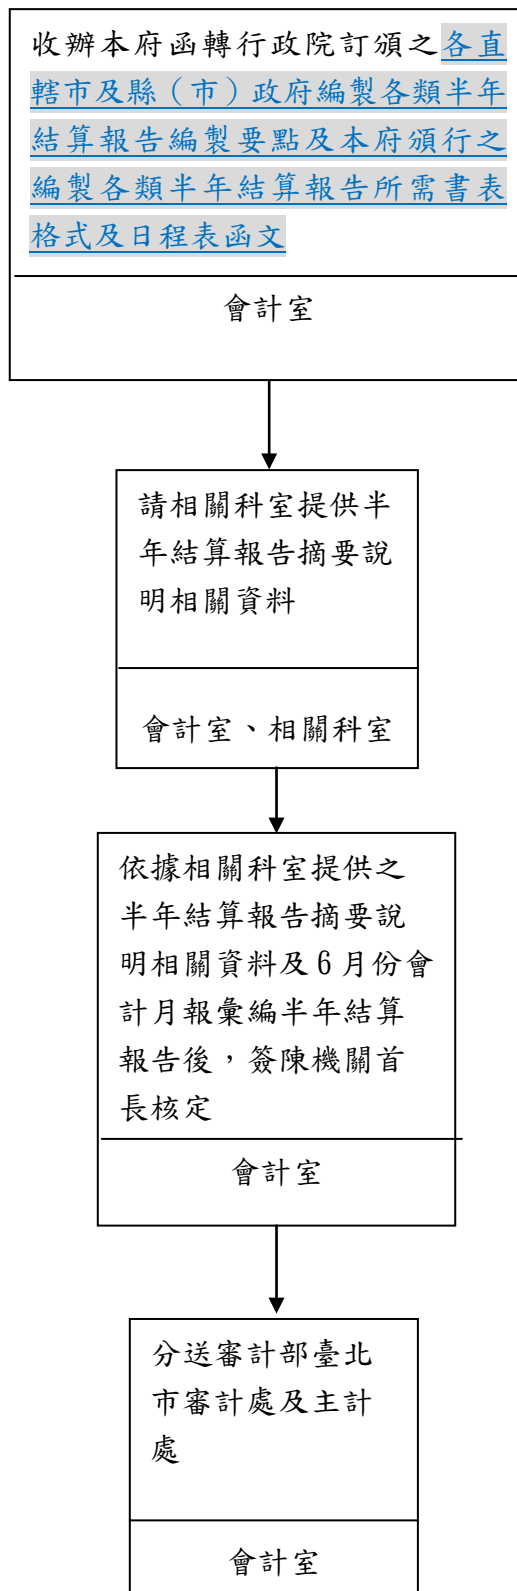 收辦本府函轉行政院訂頒之各直
轄市及縣（市）政府編製各類半年
結算報告編製要點及本府頒行之
編製各類半年結算報告所需書表
格式及日程表函文
會計室
請相關科室提供半
年結算報告摘要說
明相關資料
會計室、相關科室
依據相關科室提供之
半年結算報告摘要說
明相關資料及6月份會
計月報彙編半年結算
報告後，簽陳機關首
長核定
會計室
分送審計部臺北
市審計處及主計
處
會計室